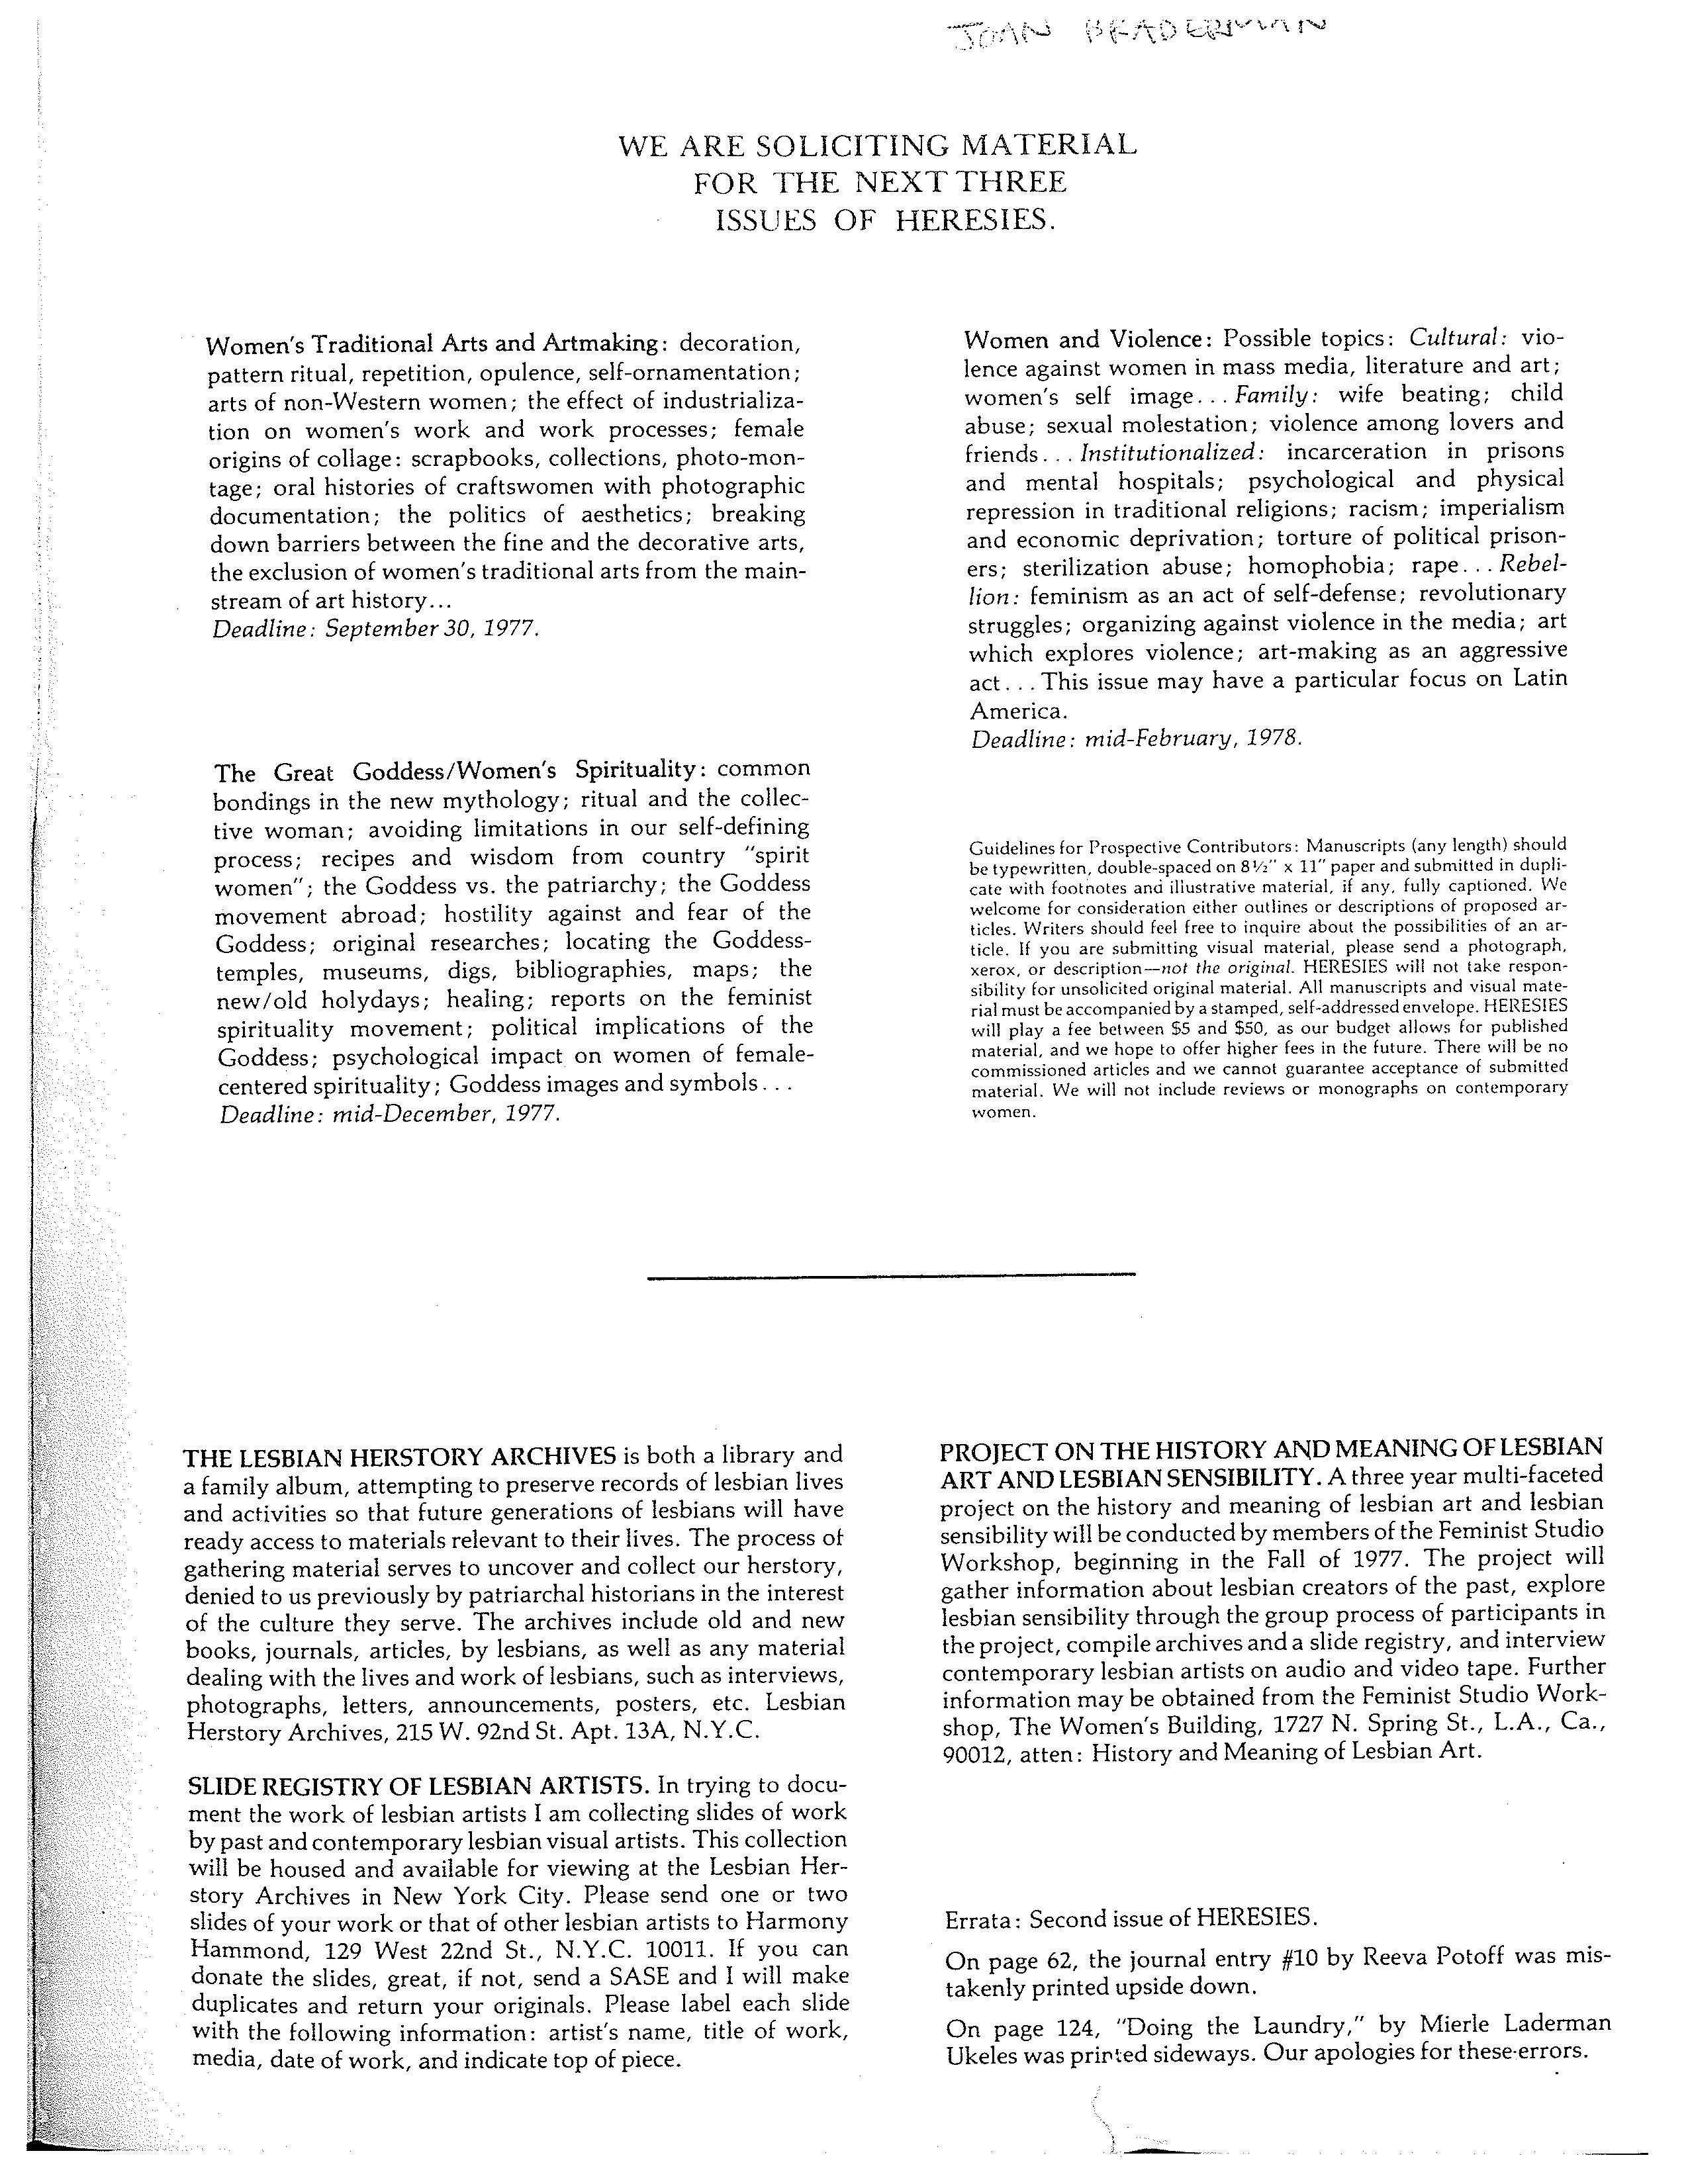 JOAN BRADERMAN
WE ARE SOLICITING MATERIAL
FOR THE NEXT THREE
ISSUES OF HERESIES.
Women's Traditional Arts and Artmaking: decoration,
pattern ritual, repetition, opulence, self-ornamentation;
arts of non-Western women; the effect of industrializa-
tion on women's work and work processes; female
origins of collage: scrapbooks, collections, photo-mon-
tage; oral histories of craftswomen with photographic
documentation; the politics of aesthetics; breaking
down barriers between the fine and the decorative arts,
the exclusion of women's traditional arts from the main-
stream of art history...
Deadline: September 30, 1977.
The Great Goddess/Women's Spirituality: common
bondings in the new mythology; ritual and the collec-
tive woman; avoiding limitations in our self-defining
process; recipes and wisdom from country "spirit
women"; the Goddess vs. the patriarchy; the Goddess
movement abroad; hostility against and fear of the
Goddess; original researches; locating the Goddess-
temples, museums, digs, bibliographies, maps; the
new/old holydays; healing; reports on the feminist
spirituality movement; political implications of the
Goddess; psychological impact on women of female-
centered spirituality; Goddess images and symbols...
Deadline: mid-December, 1977.
Women and Violence: Possible topics: Cultural: vio-
lence against women in mass media, literature and art;
women's self image... Family: wife beating; child
abuse; sexual molestation; violence among lovers and
friends... Institutionalized: incarceration in prisons
and mental hospitals; psychological and physical
repression in traditional religions; racism; imperialism
and economic deprivation; torture of political prison-
ers; sterilization abuse; homophobia; rape... Rebel-
lion: feminism as an act of self-defense; revolutionary
struggles; organizing against violence in the media; art
which explores violence; art-making as an aggressive
act... This issue may have a particular focus on Latin
America.
Deadline: mid-February, 1978.
Guidelines for Prospective Contributors: Manuscripts (any length) should
be typewritten, double-spaced on 8½" x 11" paper and submitted in dupli-
cate with footnotes and illustrative material, if any, fully captioned. We
welcome for consideration either outlines or descriptions of proposed ar-
ticles. Writers should feel free to inquire about the possibilities of an ar-
ticle. If you are submitting visual material, please send a photograph,
xerox, or description—not the original. HERESIES will not take respon-
sibility for unsolicited original material. All manuscripts and visual mate-
rial must be accompanied by a stamped, self-addressed envelope. HERESIES
will play a fee between $5 and $50, as our budget allows for published
material, and we hope to offer higher fees in the future. There will be no
commissioned articles and we cannot guarantee acceptance of submitted
material. We will not include reviews or monographs on contemporary
women.
THE LESBIAN HERSTORY ARCHIVES is both a library and
a family album, attempting to preserve records of lesbian lives
and activities so that future generations of lesbians will have
ready access to materials relevant to their lives. The process of
gathering material serves to uncover and collect our herstory,
denied to us previously by patriarchal historians in the interest
of the culture they serve. The archives include old and new
books, journals, articles, by lesbians, as well as any material
dealing with the lives and work of lesbians, such as interviews,
photographs, letters, announcements, posters, etc. Lesbian
Herstory Archives, 215 W. 92nd St. Apt. 13A, N.Y.C.
SLIDE REGISTRY OF LESBIAN ARTISTS. In trying to docu-
ment the work of lesbian artists I am collecting slides of work
by past and contemporary lesbian visual artists. This collection
will be housed and available for viewing at the Lesbian Her-
story Archives in New York City. Please send one or two
slides of your work or that of other lesbian artists to Harmony
Hammond, 129 West 22nd St., N.Y.C. 10011. If you can
donate the slides, great, if not, send a SASE and I will make
duplicates and return your originals. Please label each slide
with the following information: artist's name, title of work,
media, date of work, and indicate top of piece.
PROJECT ON THE HISTORY AND MEANING OF LESBIAN
ART AND LESBIAN SENSIBILITY. A three year multi-faceted
project on the history and meaning of lesbian art and lesbian
sensibility will be conducted by members of the Feminist Studio
Workshop, beginning in the Fall of 1977. The project will
gather information about lesbian creators of the past, explore
lesbian sensibility through the group process of participants in
the project, compile archives and a slide registry, and interview
contemporary lesbian artists on audio and video tape. Further
information may be obtained from the Feminist Studio Work-
shop, The Women's Building, 1727 N. Spring St., L.A., Ca.,
90012, atten: History and Meaning of Lesbian Art.
Errata: Second issue of HERESIES.
On page 62, the journal entry #10 by Reeva Potoff was mis-
takenly printed upside down.
On page 124, "Doing the Laundry," by Mierle Laderman
Ukeles was printed sideways. Our apologies for these errors.